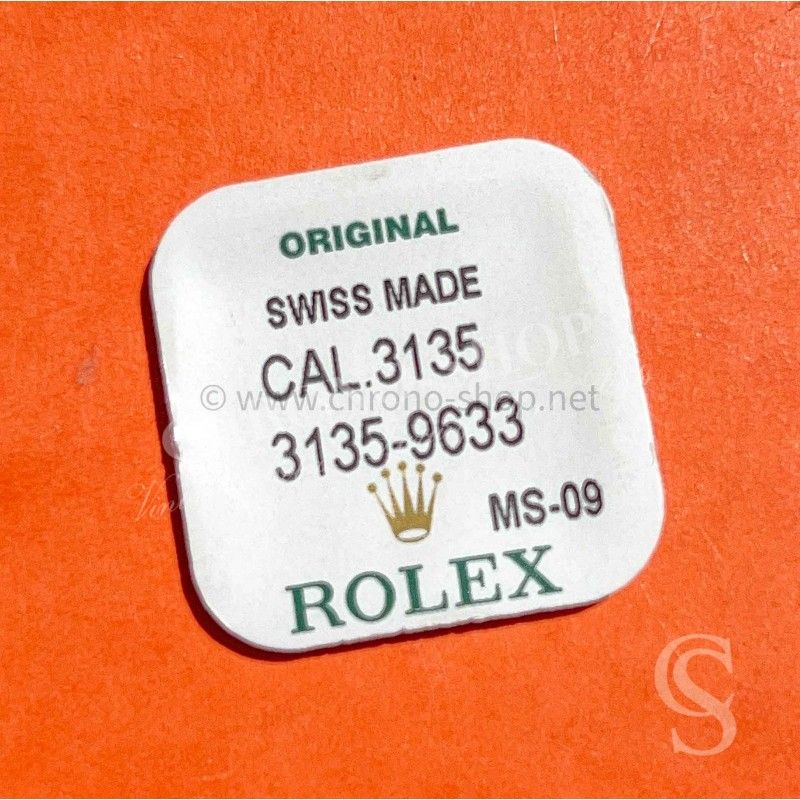 ORIGINAL
SWISS MADE
CAL.3135
© www.chrono-shop.net
3135-9633
MS-09
ROLEX